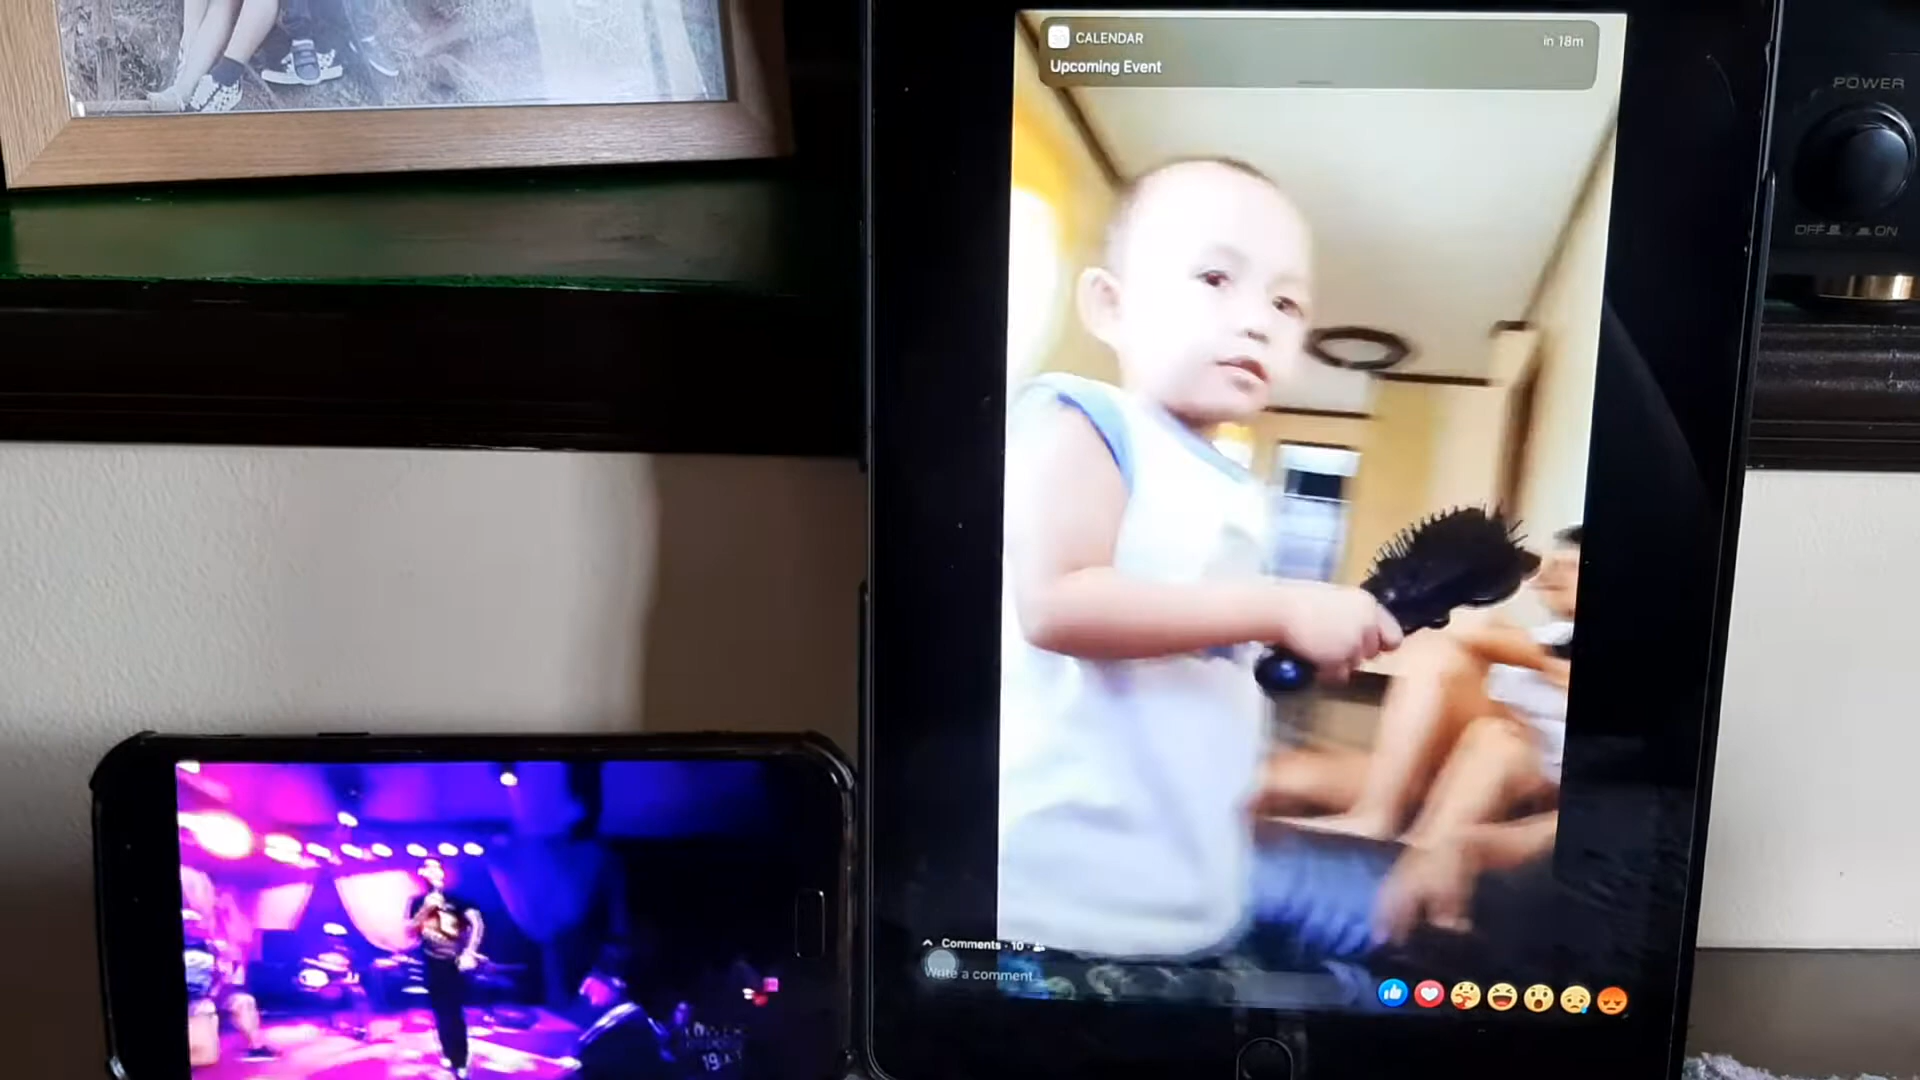 CALENDAR
in 18m
Upcoming Event
POWER
OFF
ON
Comments · 10 ·
Write a comment...